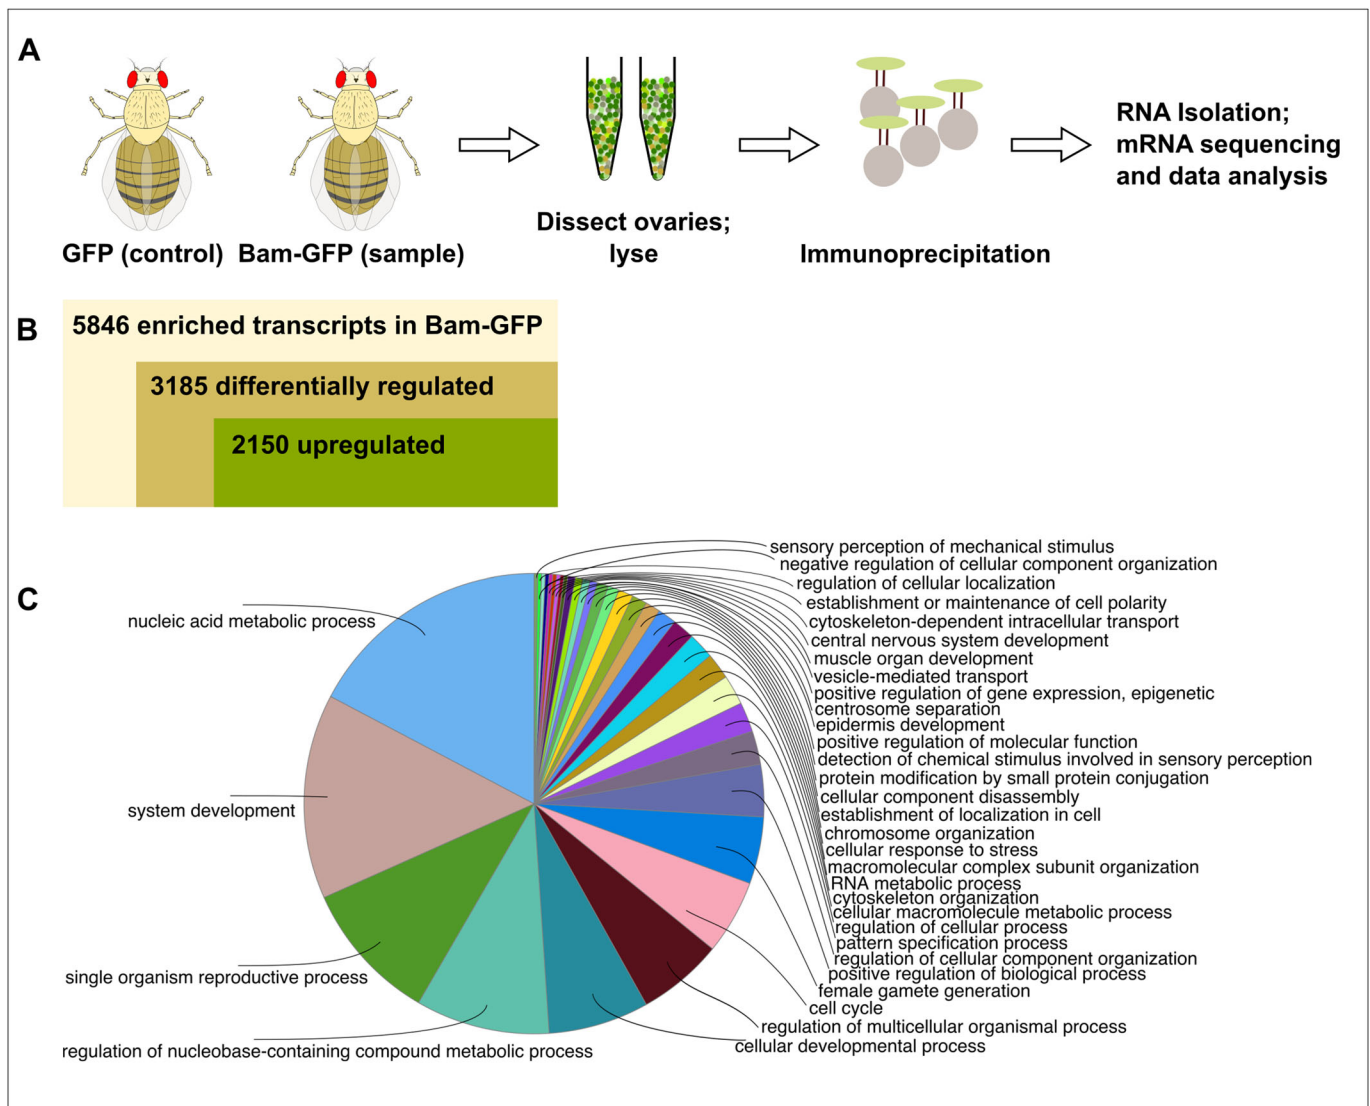 A
GFP (control)
Bam-GFP (sample)
Dissect ovaries;
lyse
Immunoprecipitation
RNA Isolation;
mRNA sequencing
and data analysis
B
5846 enriched transcripts in Bam-GFP
3185 differentially regulated
2150 upregulated
C
nucleic acid metabolic process
system development
single organism reproductive process
regulation of nucleobase-containing compound metabolic process
sensory perception of mechanical stimulus
negative regulation of cellular component organization
regulation of cellular localization
establishment or maintenance of cell polarity
cytoskeleton-dependent intracellular transport
central nervous system development
muscle organ development
vesicle-mediated transport
positive regulation of gene expression, epigenetic
centrosome separation
epidermis development
positive regulation of molecular function
detection of chemical stimulus involved in sensory perception
protein modification by small protein conjugation
cellular component disassembly
establishment of localization in cell
chromosome organization
cellular response to stress
macromolecular complex subunit organization
RNA metabolic process
cytoskeleton organization
cellular macromolecule metabolic process
regulation of cellular process
pattern specification process
regulation of cellular component organization
positive regulation of biological process
female gamete generation
cell cycle
regulation of multicellular organismal process
cellular developmental process